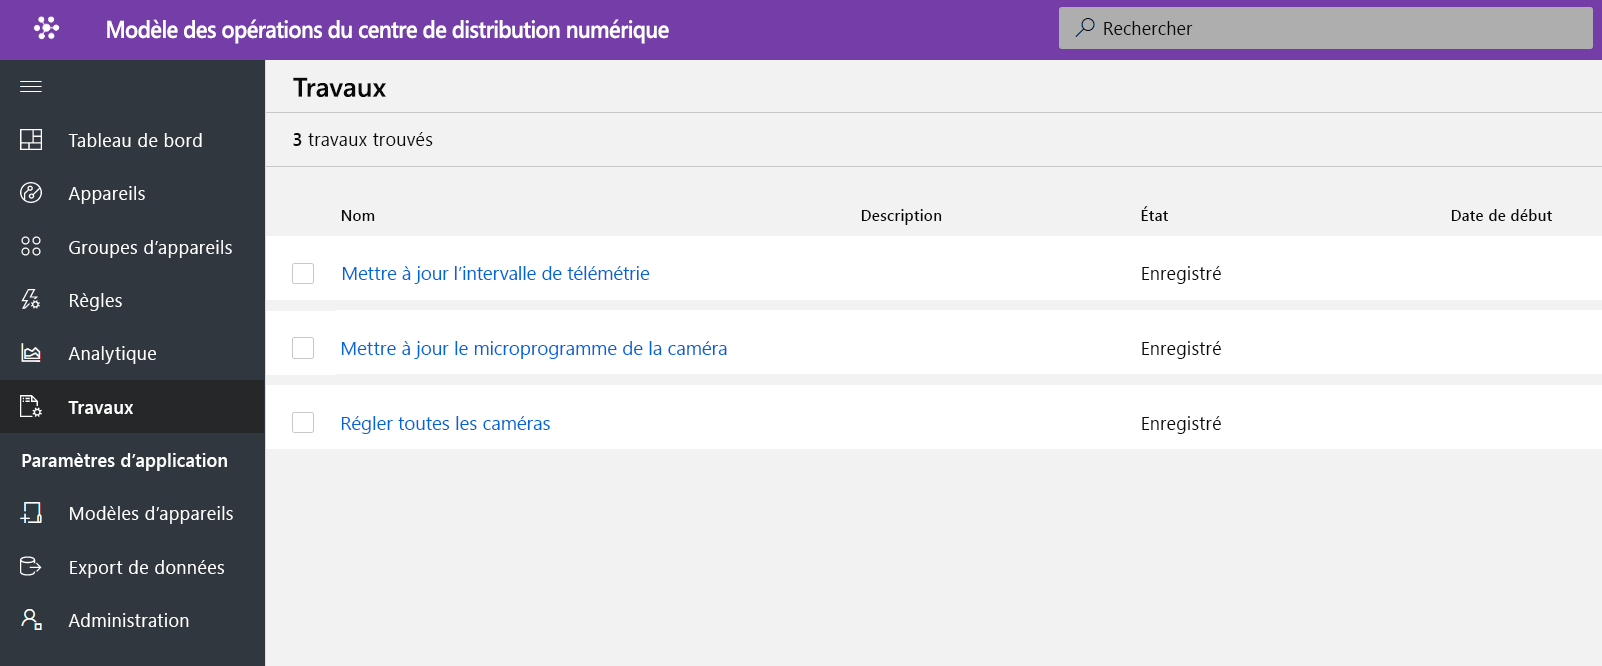 Modèle des opérations du centre de distribution numérique
Rechercher
Tableau de bord
Appareils
Groupes d’appareils
Règles
Analytique
Travaux
Paramètres d’application
Modèles d’appareils
Export de données
Administration
Travaux
3 travaux trouvés
Nom Description État Date de début
Mettre à jour l’intervalle de télémétrie Enregistré
Mettre à jour le microprogramme de la caméra Enregistré
Régler toutes les caméras Enregistré